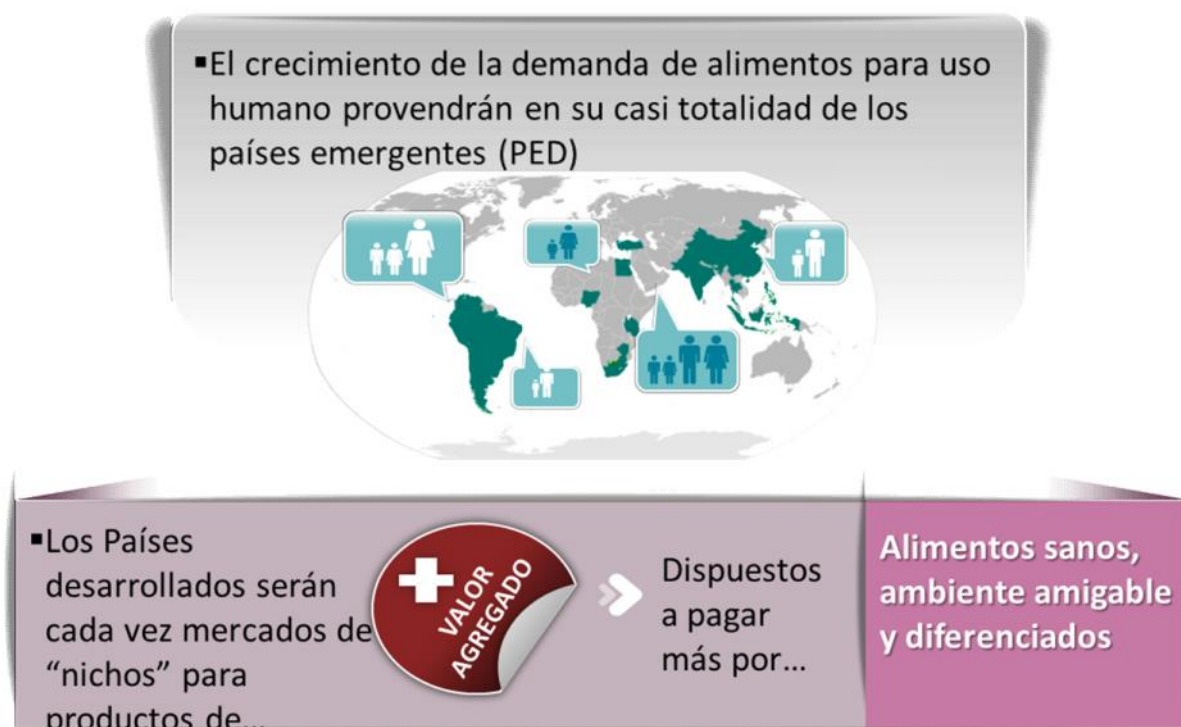 ▪El crecimiento de la demanda de alimentos para uso
humano provendrán en su casi totalidad de los
países emergentes (PED)
▪Los Países
desarrollados serán
cada vez mercados de
“nichos” para
productos de...
VALOR
AGREGADO
Dispuestos
a pagar
más por...
Alimentos sanos,
ambiente amigable
y diferenciados